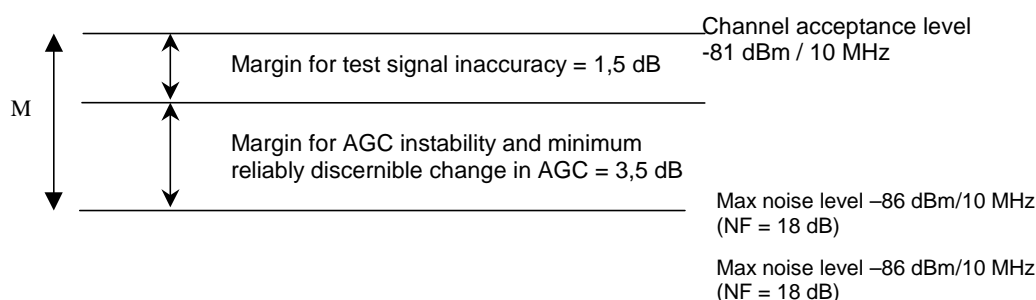 Channel acceptance level
-81 dBm / 10 MHz
Margin for test signal inaccuracy = 1,5 dB
M
Margin for AGC instability and minimum
reliably discernible change in AGC = 3,5 dB
Max noise level –86 dBm/10 MHz
(NF = 18 dB)
Max noise level –86 dBm/10 MHz
(NF = 18 dB)